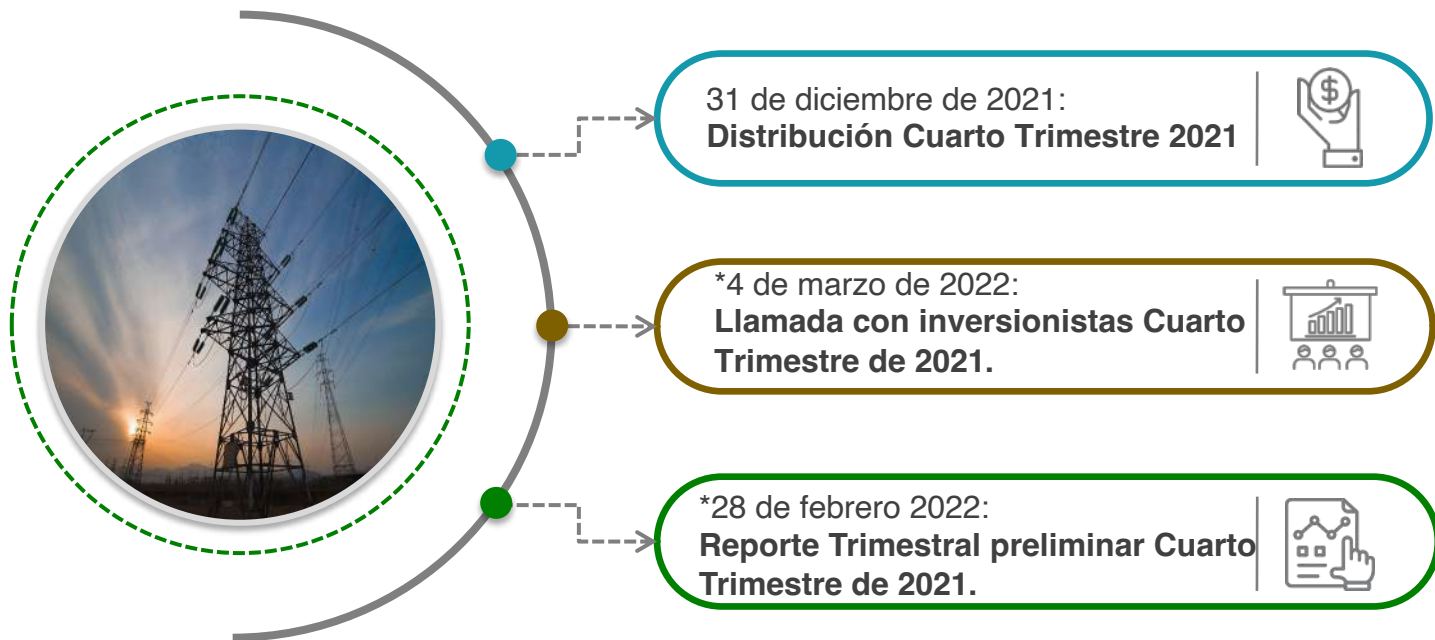 31 de diciembre de 2021:
Distribución Cuarto Trimestre 2021
*4 de marzo de 2022:
Llamada con inversionistas Cuarto
Trimestre de 2021.
*28 de febrero 2022:
Reporte Trimestral preliminar Cuarto
Trimestre de 2021.